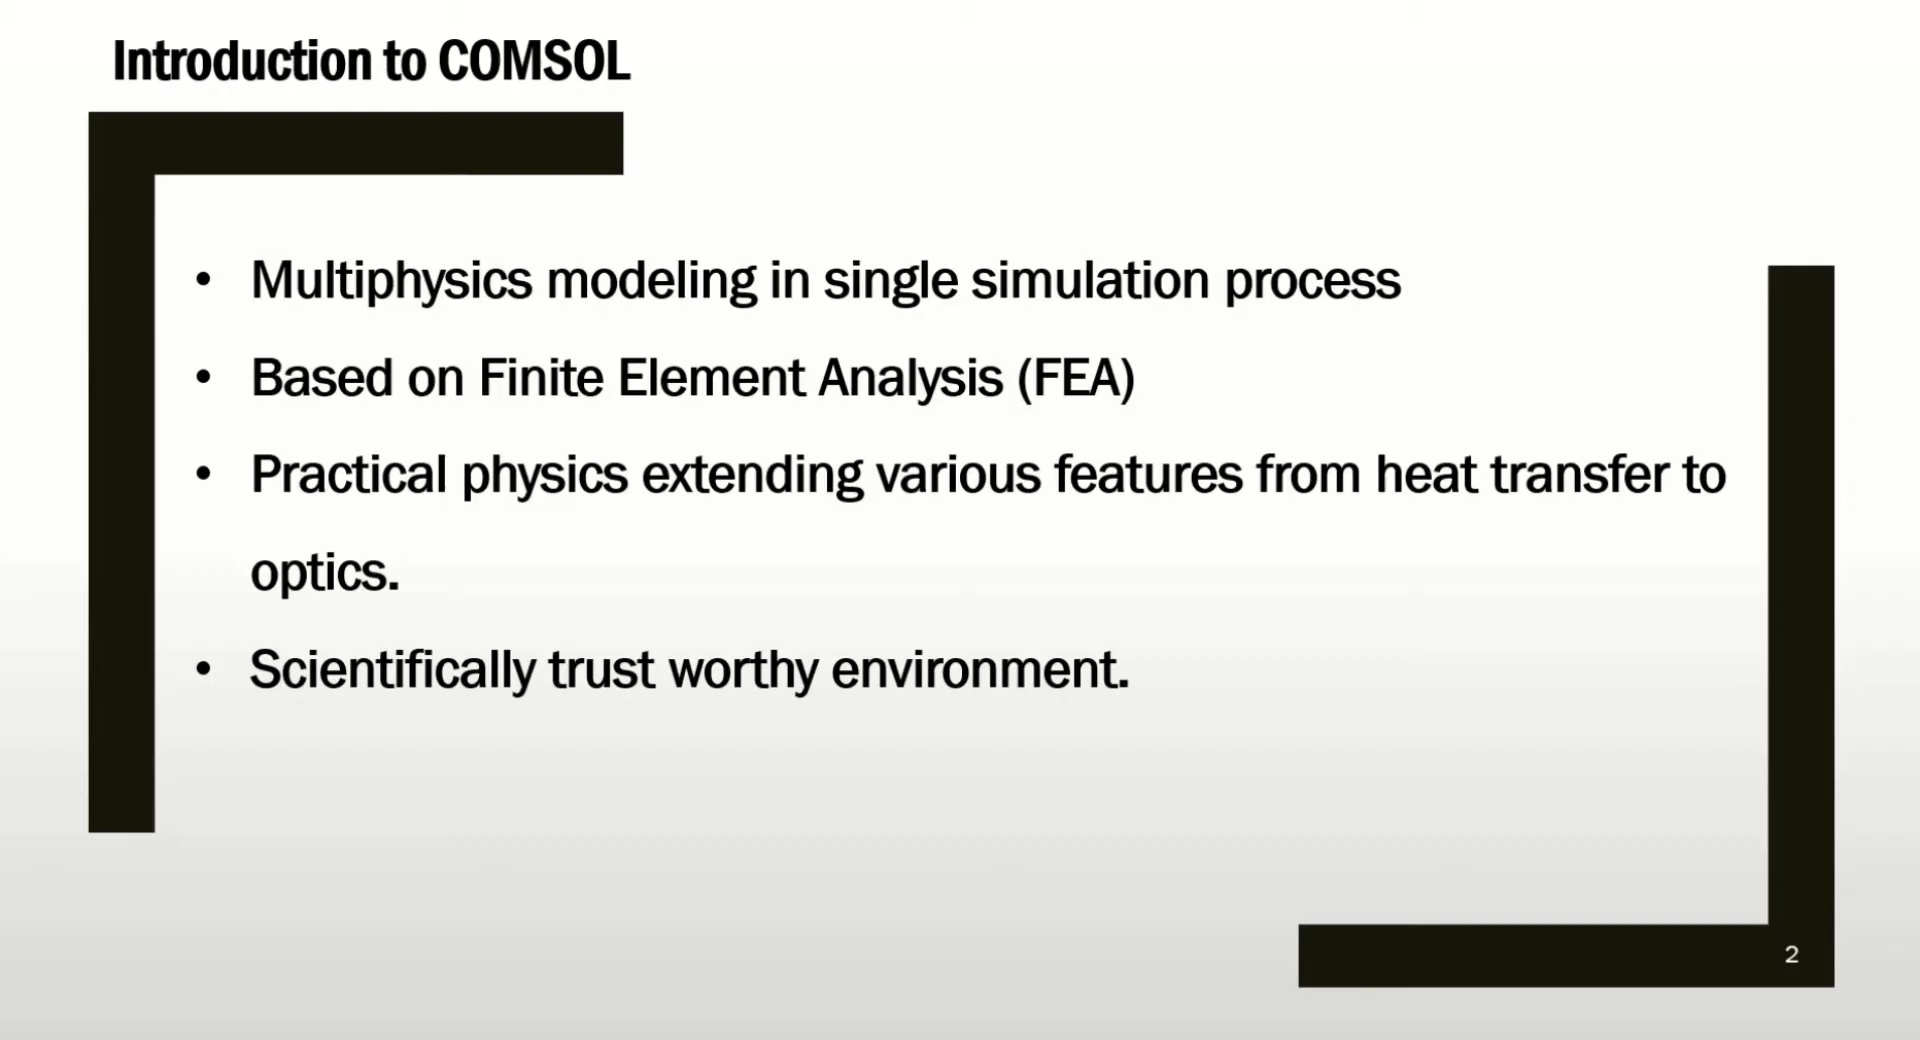 Introduction to COMSOL
• Multiphysics modeling in single simulation process
• Based on Finite Element Analysis (FEA)
• Practical physics extending various features from heat transfer to
optics.
• Scientifically trust worthy environment.
2